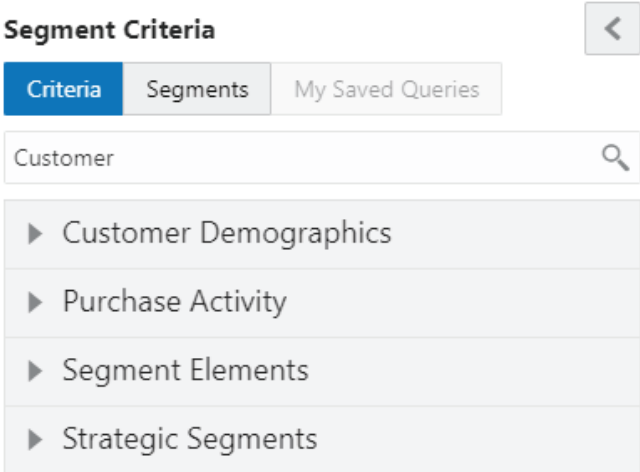 Segment Criteria
Criteria Segments My Saved Queries
Customer
Customer Demographics
Purchase Activity
Segment Elements
Strategic Segments